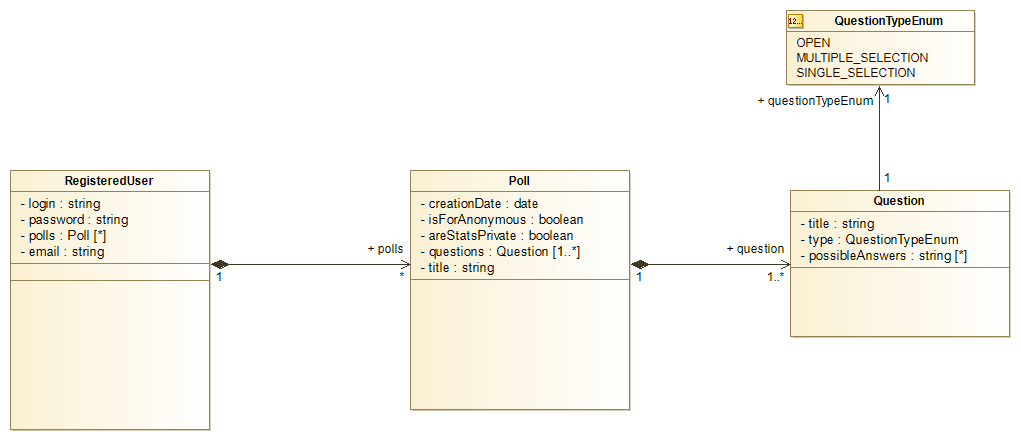 12...
QuestionTypeEnum
OPEN
MULTIPLE_SELECTION
SINGLE_SELECTION
+ questionTypeEnum
1
1
RegisteredUser
- login : string
- password : string
- polls : Poll [*]
- email : string
1
+ polls
*
Poll
- creationDate : date
- isForAnonymous : boolean
- areStatsPrivate : boolean
- questions : Question [1..*]
- title : string
1
+ question
1..*
Question
- title : string
- type : QuestionTypeEnum
- possibleAnswers : string [*]